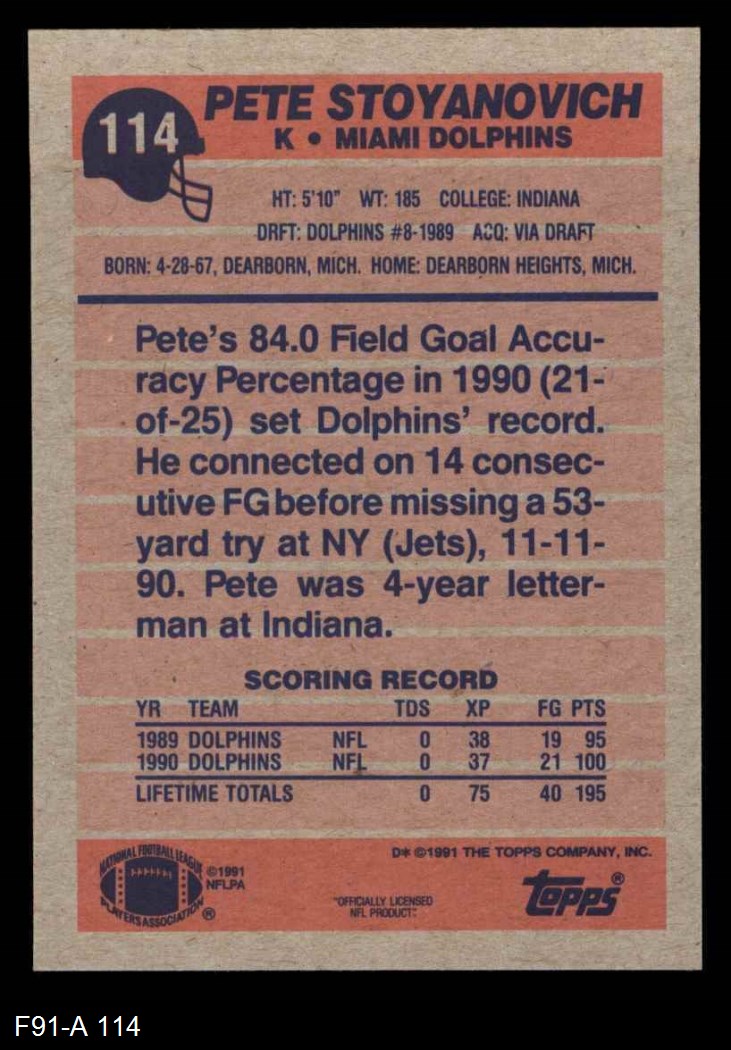 114
PETE STOYANOVICH
K • MIAMI DOLPHINS
HT: 5'10" WT: 185 COLLEGE: INDIANA
DRFT: DOLPHINS #8-1989 ACQ: VIA DRAFT
BORN: 4-28-67, DEARBORN, MICH. HOME: DEARBORN HEIGHTS, MICH.
Pete's 84.0 Field Goal Accu-
racy Percentage in 1990 (21-
of-25) set Dolphins' record.
He connected on 14 consec-
utive FG before missing a 53-
yard try at NY (Jets), 11-11-
90. Pete was 4-year letter-
man at Indiana.
SCORING RECORD
YR TEAM TDS XP FG PTS
1989 DOLPHINS NFL 0 38 19 95
1990 DOLPHINS NFL 0 37 21 100
LIFETIME TOTALS 0 75 40 195
NATIONAL FOOTBALL LEAGUE
PLAYERS ASSOCIATION ®
©1991
NFLPA
"OFFICIALLY LICENSED
NFL PRODUCT"
D* ©1991 THE TOPPS COMPANY, INC.
topps®
F91-A 114